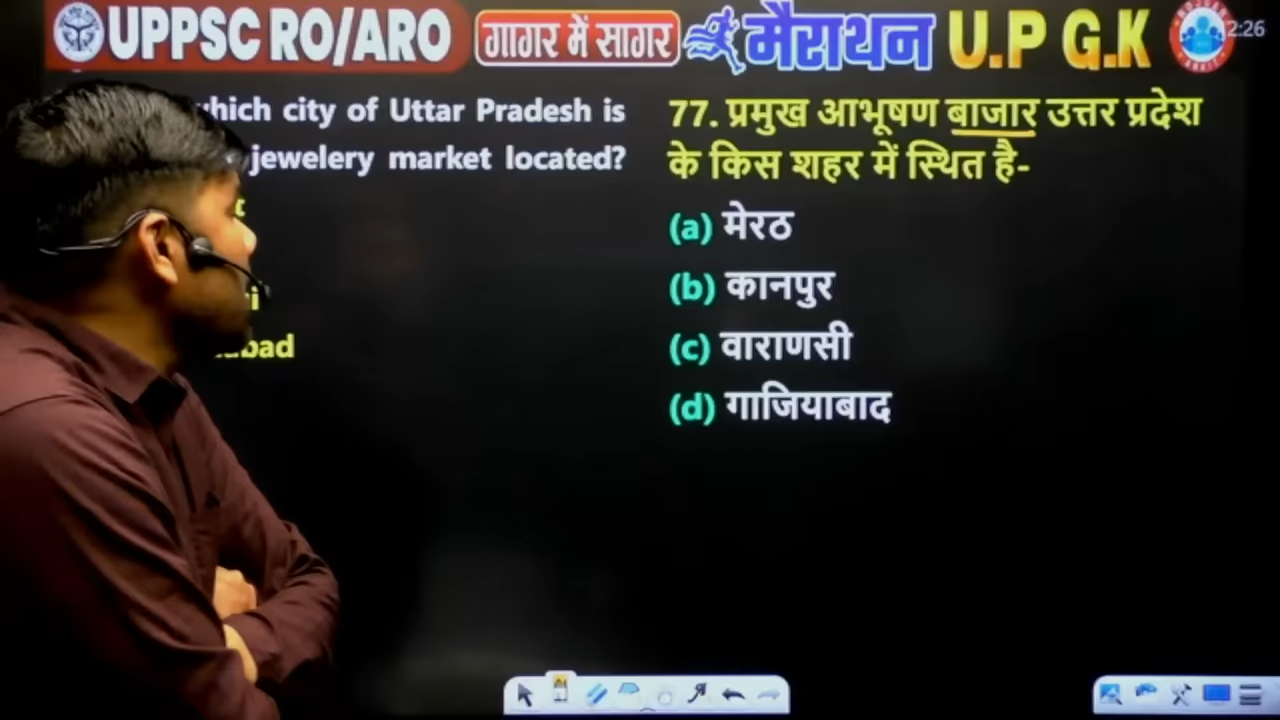 UPPSC RO/ARO गागर में सागर मैराथन U.P G.K
2:26
which city of Uttar Pradesh is
jewelery market located?
77. प्रमुख आभूषण बाजार उत्तर प्रदेश
के किस शहर में स्थित है-
(a) मेरठ
(b) कानपुर
(c) वाराणसी
(d) गाजियाबाद